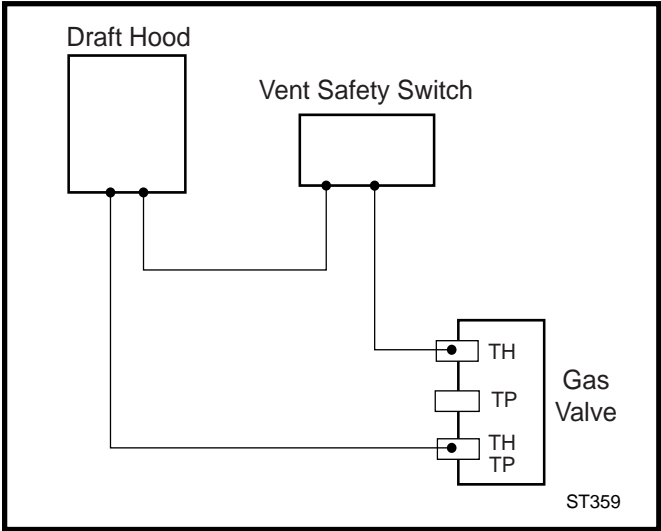 Draft Hood
Vent Safety Switch
TH
TP
TH
TP
Gas
Valve
ST359